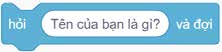 hỏi Tên của bạn là gì? và đợi